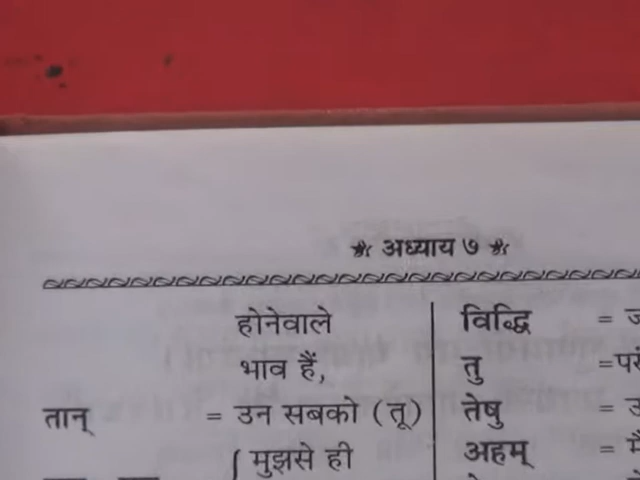 अध्याय ७
होनेवाले
भाव हैं,
तान् = उन सबको (तू)
मुझसे ही
विद्धि =
तु =
तेषु =
अहम् =